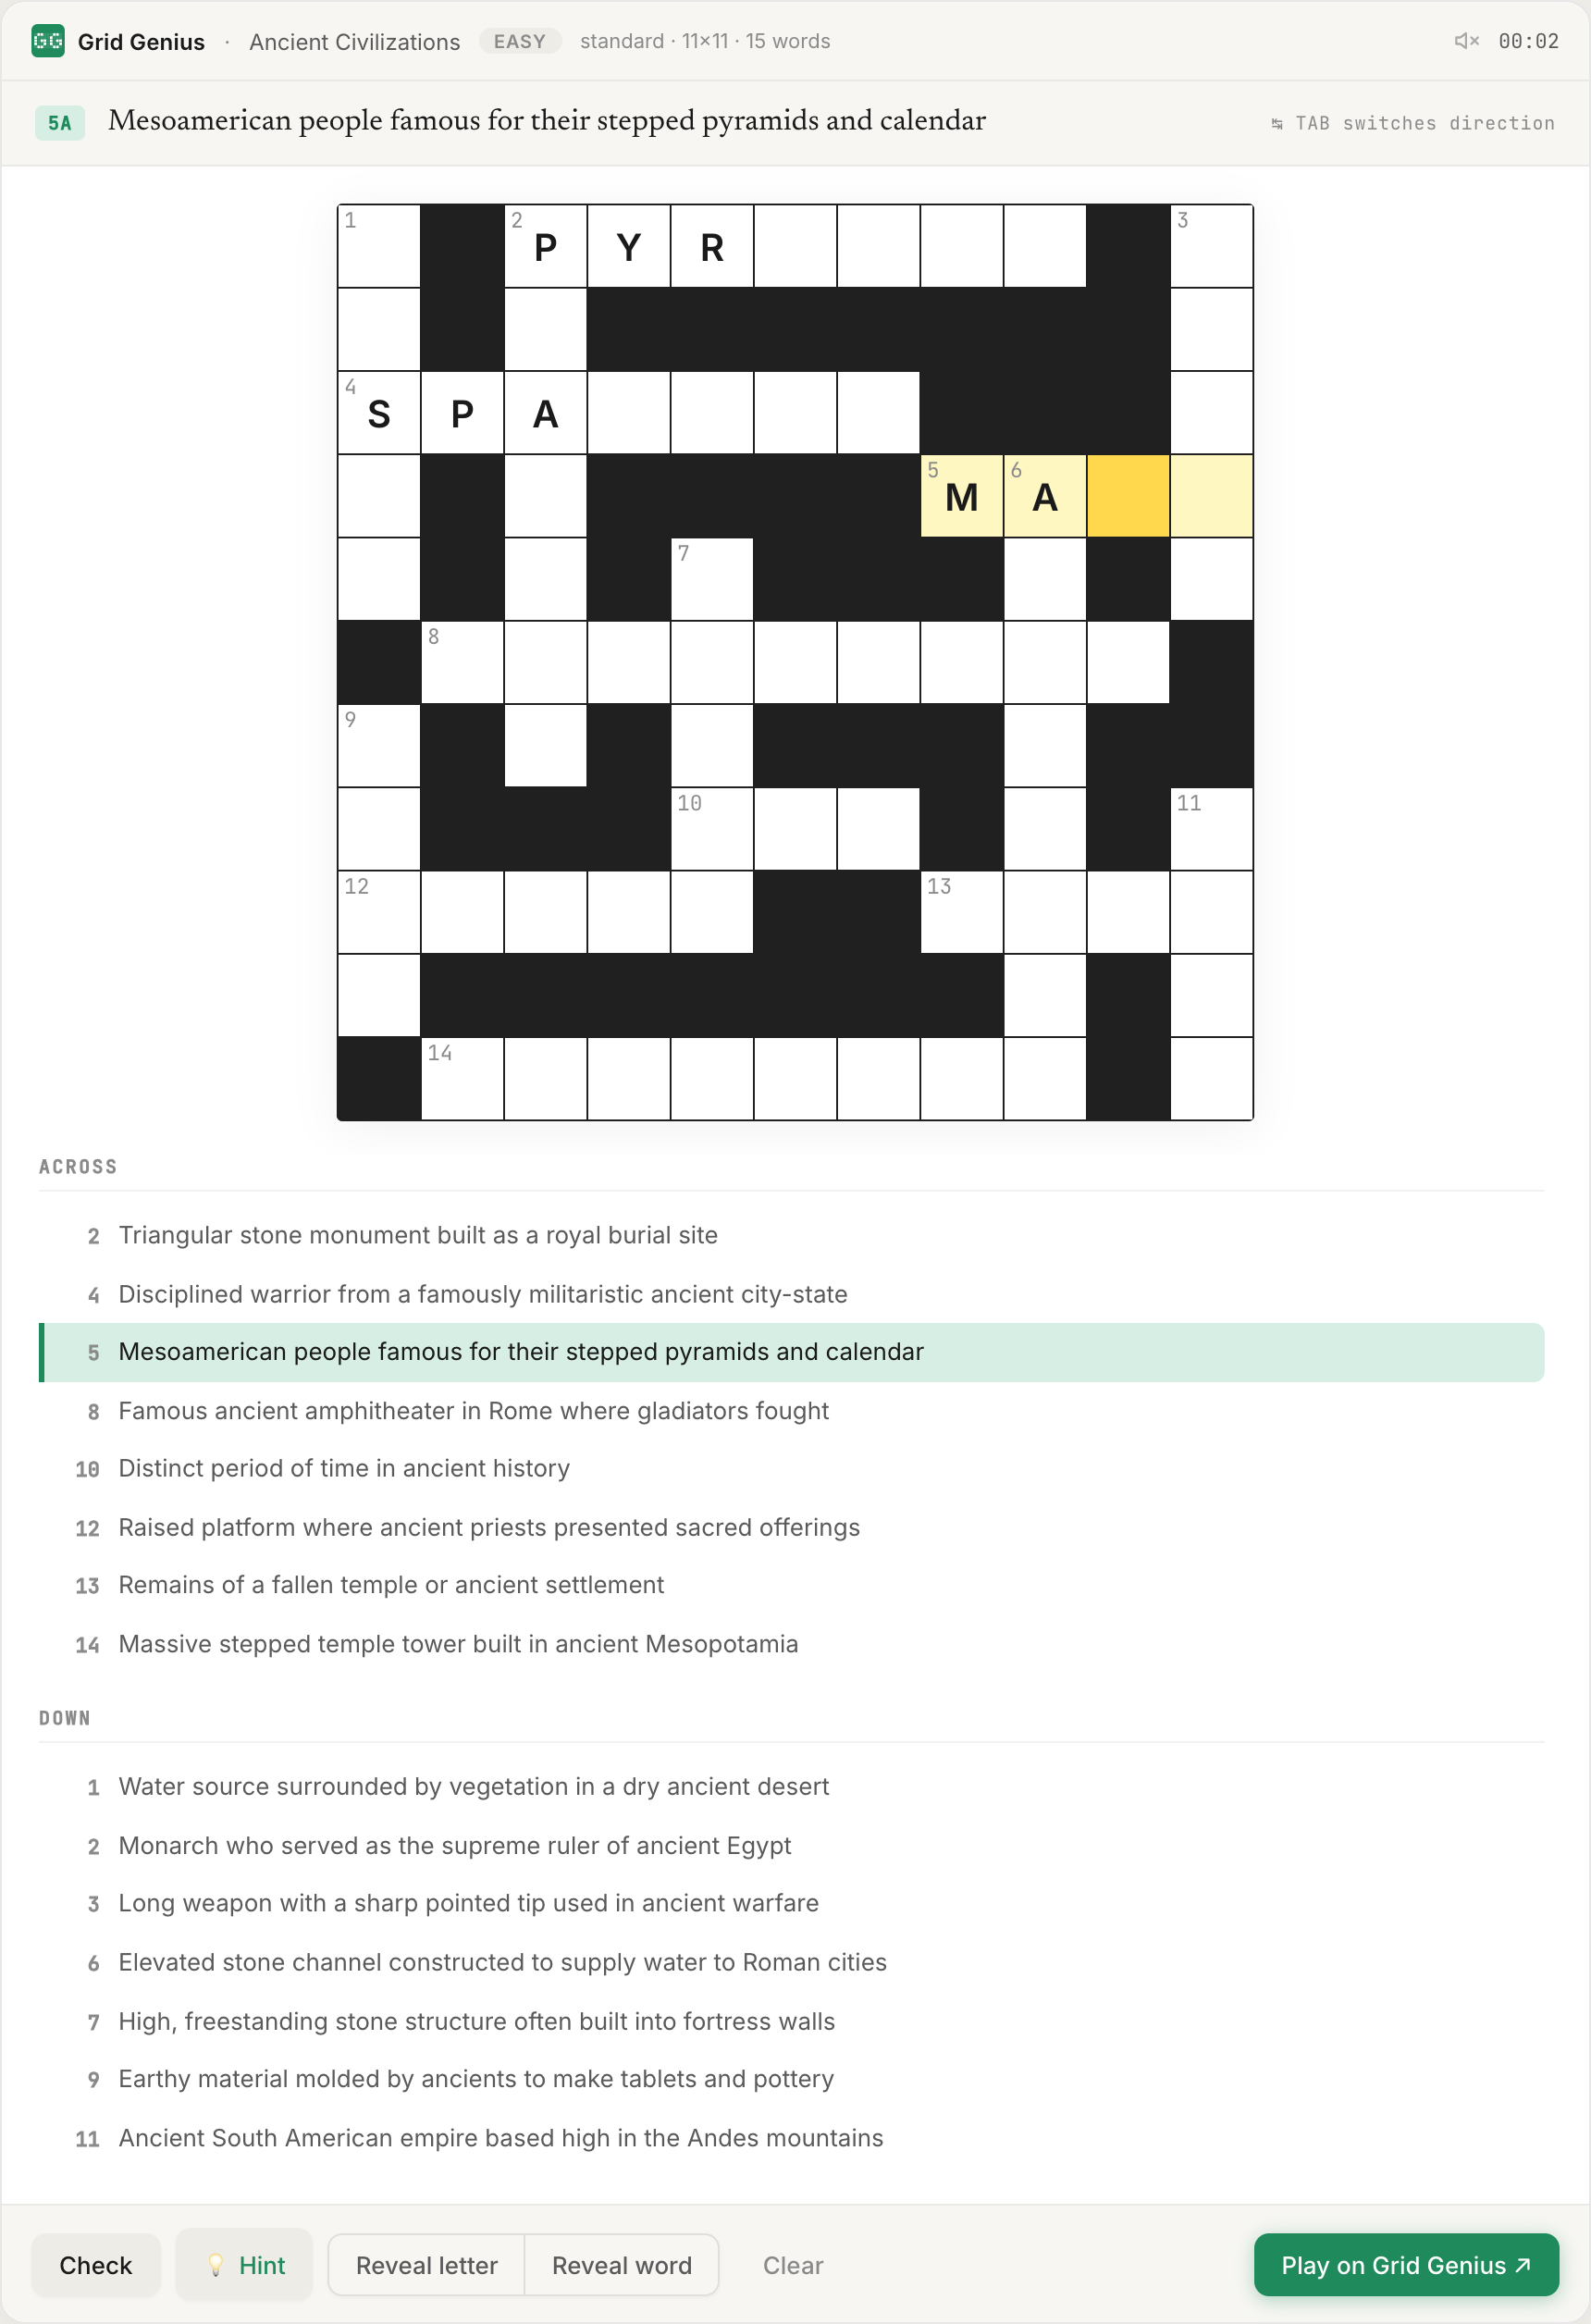 GG Grid Genius · Ancient Civilizations EASY standard · 11×11 · 15 words 00:02
5A Mesoamerican people famous for their stepped pyramids and calendar ↹ TAB switches direction
1 2 P Y R 3
4 S P A
5 M 6 A
7
8
9
10 11
12 13
14
ACROSS
2 Triangular stone monument built as a royal burial site
4 Disciplined warrior from a famously militaristic ancient city-state
5 Mesoamerican people famous for their stepped pyramids and calendar
8 Famous ancient amphitheater in Rome where gladiators fought
10 Distinct period of time in ancient history
12 Raised platform where ancient priests presented sacred offerings
13 Remains of a fallen temple or ancient settlement
14 Massive stepped temple tower built in ancient Mesopotamia
DOWN
1 Water source surrounded by vegetation in a dry ancient desert
2 Monarch who served as the supreme ruler of ancient Egypt
3 Long weapon with a sharp pointed tip used in ancient warfare
6 Elevated stone channel constructed to supply water to Roman cities
7 High, freestanding stone structure often built into fortress walls
9 Earthy material molded by ancients to make tablets and pottery
11 Ancient South American empire based high in the Andes mountains
Check Hint Reveal letter Reveal word Clear Play on Grid Genius ↗